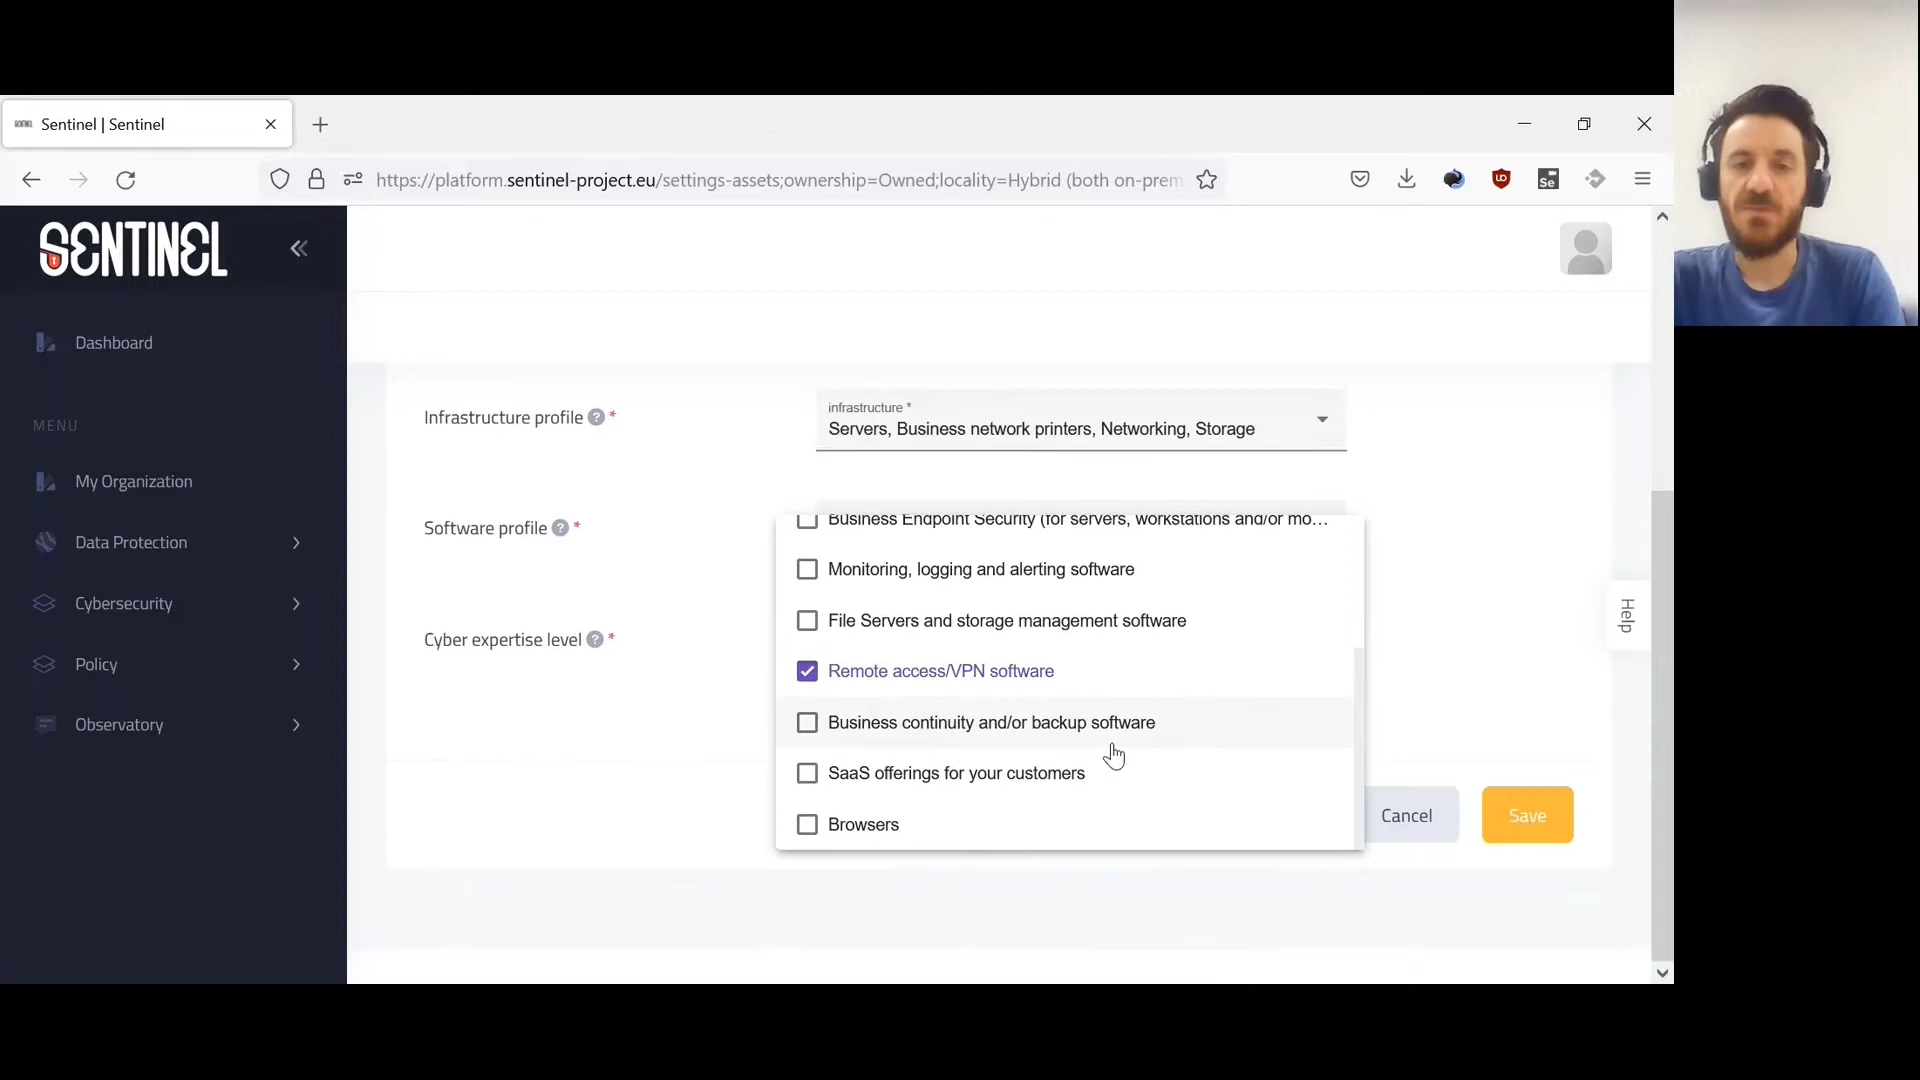 Sentinel | Sentinel
https://platform.sentinel-project.eu/settings-assets;ownership=Owned;locality=Hybrid (both on-prem
SENTINEL
Dashboard
MENU
My Organization
Data Protection
Cybersecurity
Policy
Observatory
Infrastructure profile ? *
infrastructure *
Servers, Business network printers, Networking, Storage
Software profile ? *
Business Endpoint Security (for servers, workstations and/or mo...
Monitoring, logging and alerting software
File Servers and storage management software
Cyber expertise level ? *
Remote access/VPN software
Business continuity and/or backup software
SaaS offerings for your customers
Browsers
Cancel
Save
Help
Se